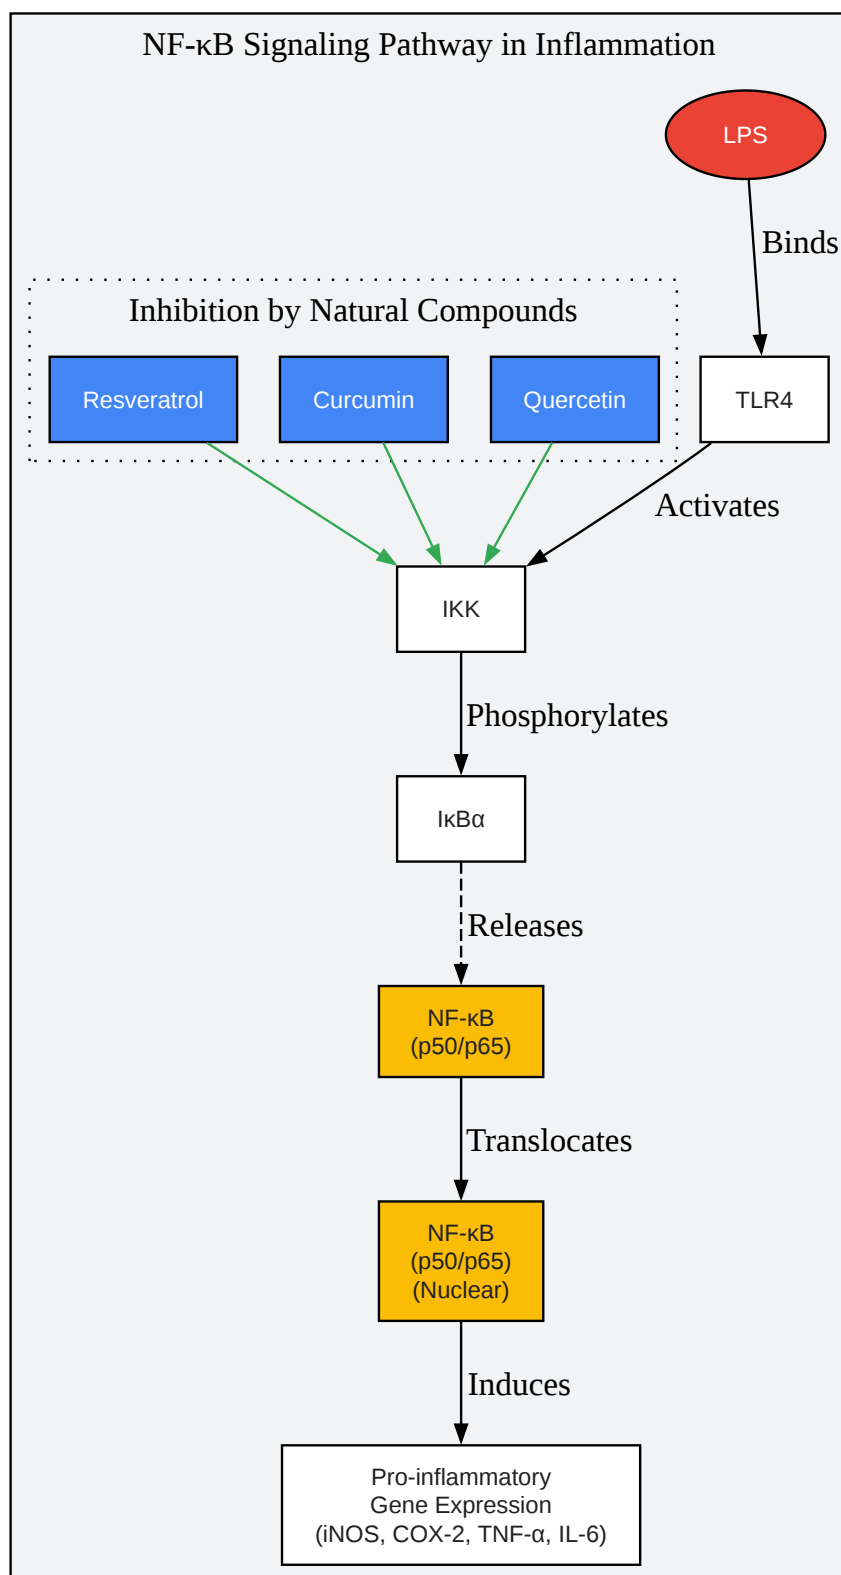 NF-κB Signaling Pathway in Inflammation
LPS
Binds
Inhibition by Natural Compounds
Resveratrol
Curcumin
Quercetin
TLR4
Activates
IKK
Phosphorylates
IκBα
Releases
NF-κB
(p50/p65)
Translocates
NF-κB
(p50/p65)
(Nuclear)
Induces
Pro-inflammatory
Gene Expression
(iNOS, COX-2, TNF-α, IL-6)